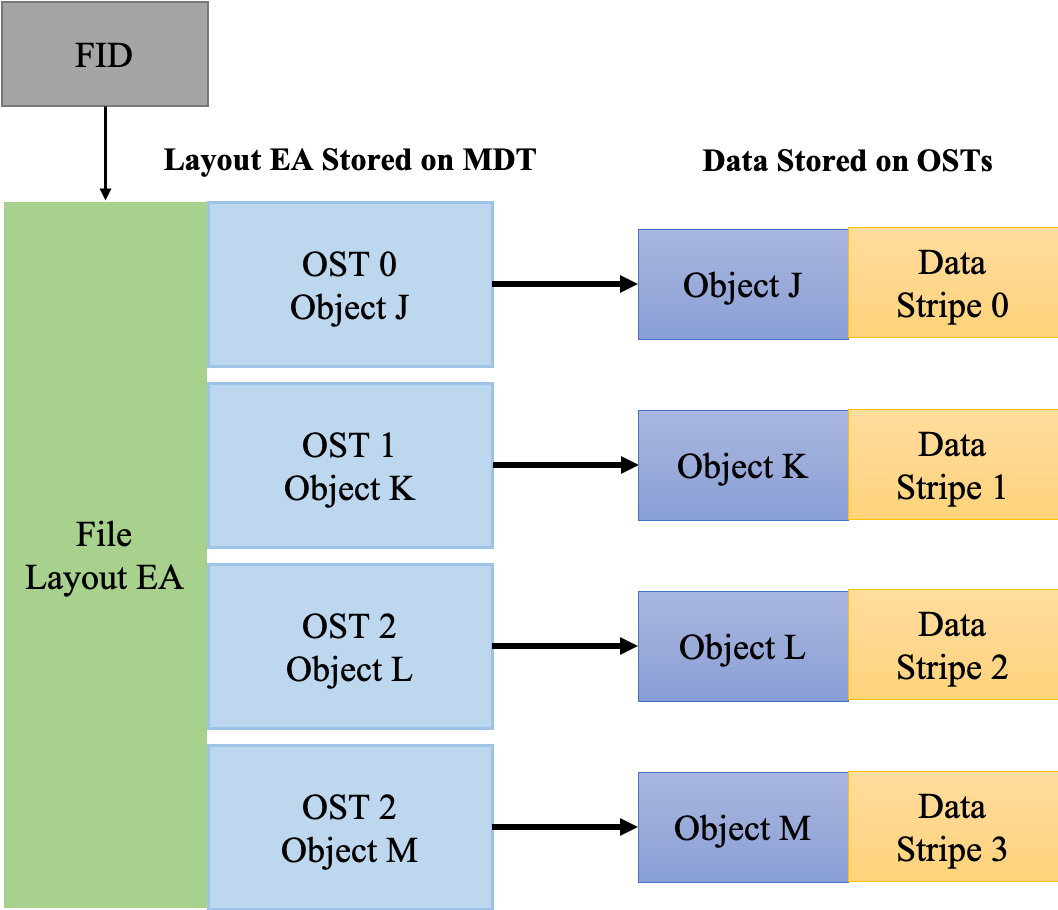 FID
Layout EA Stored on MDT
Data Stored on OSTs
File
Layout EA
OST 0
Object J
Object J
Data
Stripe 0
OST 1
Object K
Object K
Data
Stripe 1
OST 2
Object L
Object L
Data
Stripe 2
OST 2
Object M
Object M
Data
Stripe 3